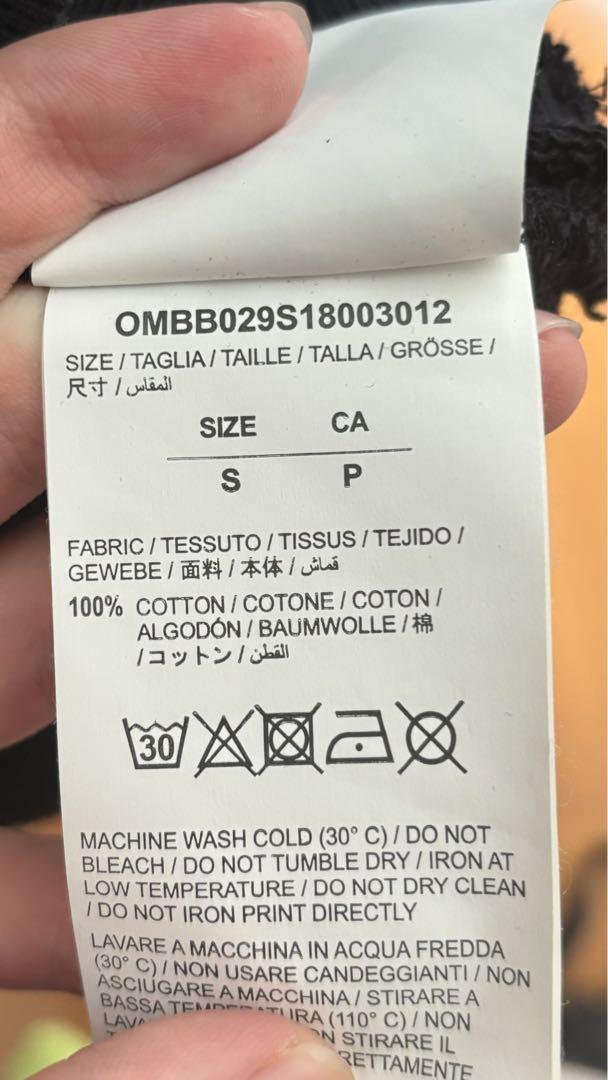 OMBB029S18003012
SIZE / TAGLIA / TAILLE / TALLA / GRÖSSE /
尺寸 / المقاس
SIZE CA
S P
FABRIC / TESSUTO / TISSUS / TEJIDO /
GEWEBE / 面料 / 本体 / قماش
100% COTTON / COTONE / COTON /
ALGODÓN / BAUMWOLLE / 棉
/ コットン / القطن
30
MACHINE WASH COLD (30° C) / DO NOT
BLEACH / DO NOT TUMBLE DRY / IRON AT
LOW TEMPERATURE / DO NOT DRY CLEAN
/ DO NOT IRON PRINT DIRECTLY
LAVARE A MACCHINA IN ACQUA FREDDA
(30° C) / NON USARE CANDEGGIANTI / NON
ASCIUGARE A MACCHINA / STIRARE A
BASSA TEMPERATURA (110° C) / NON
STIRARE IL